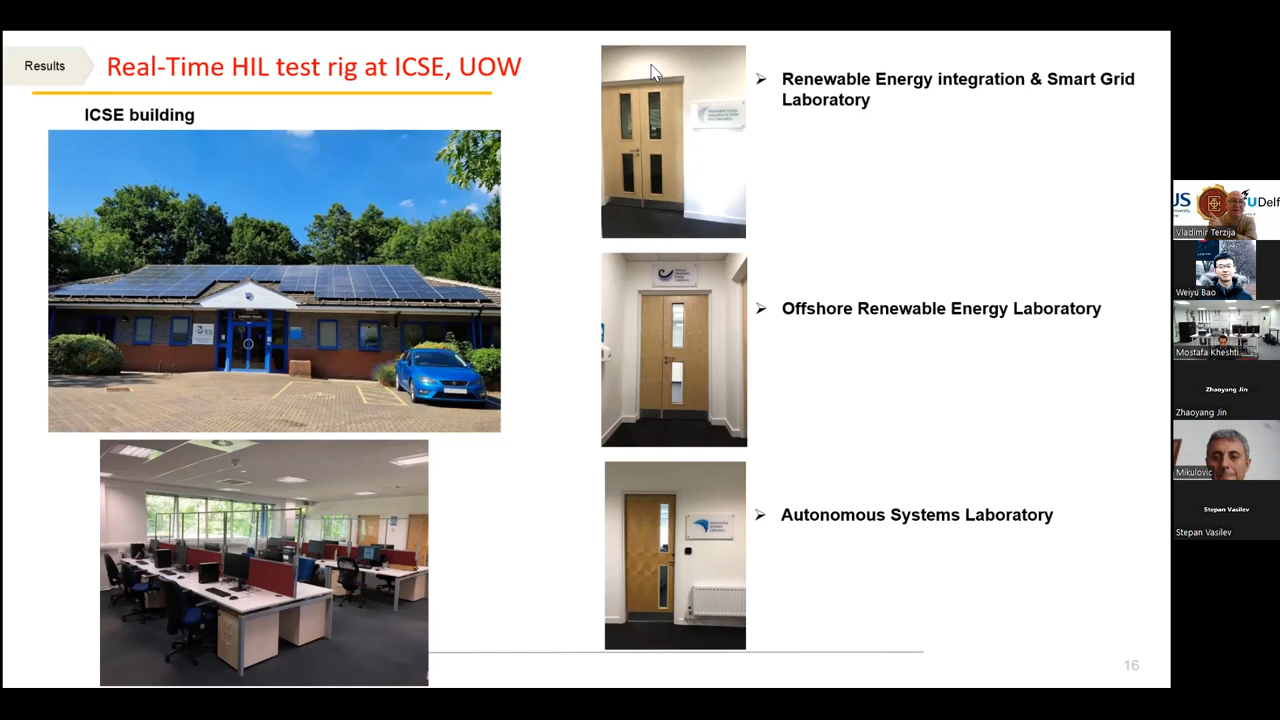 Results
Real-Time HIL test rig at ICSE, UOW
ICSE building
➢ Renewable Energy integration & Smart Grid
Laboratory
➢ Offshore Renewable Energy Laboratory
➢ Autonomous Systems Laboratory
16
Vladimir Terzija
Weiyu Bao
Mostafa Kheshti
Zhaoyang Jin
Zhaoyang Jin
Mikulovic
Stepan Vasilev
Stepan Vasilev